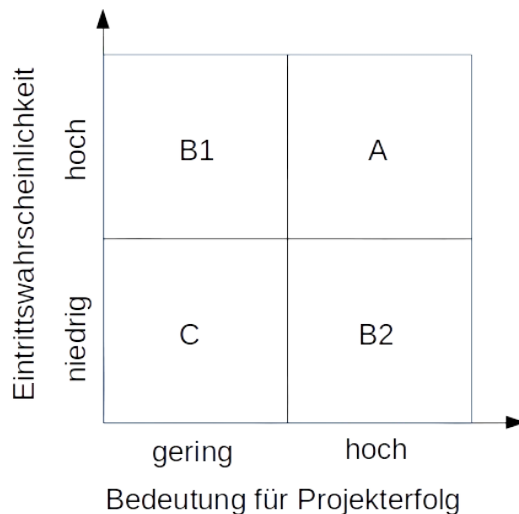 Eintrittswahrscheinlichkeit
hoch
niedrig
B1
A
C
B2
gering
hoch
Bedeutung für Projekterfolg